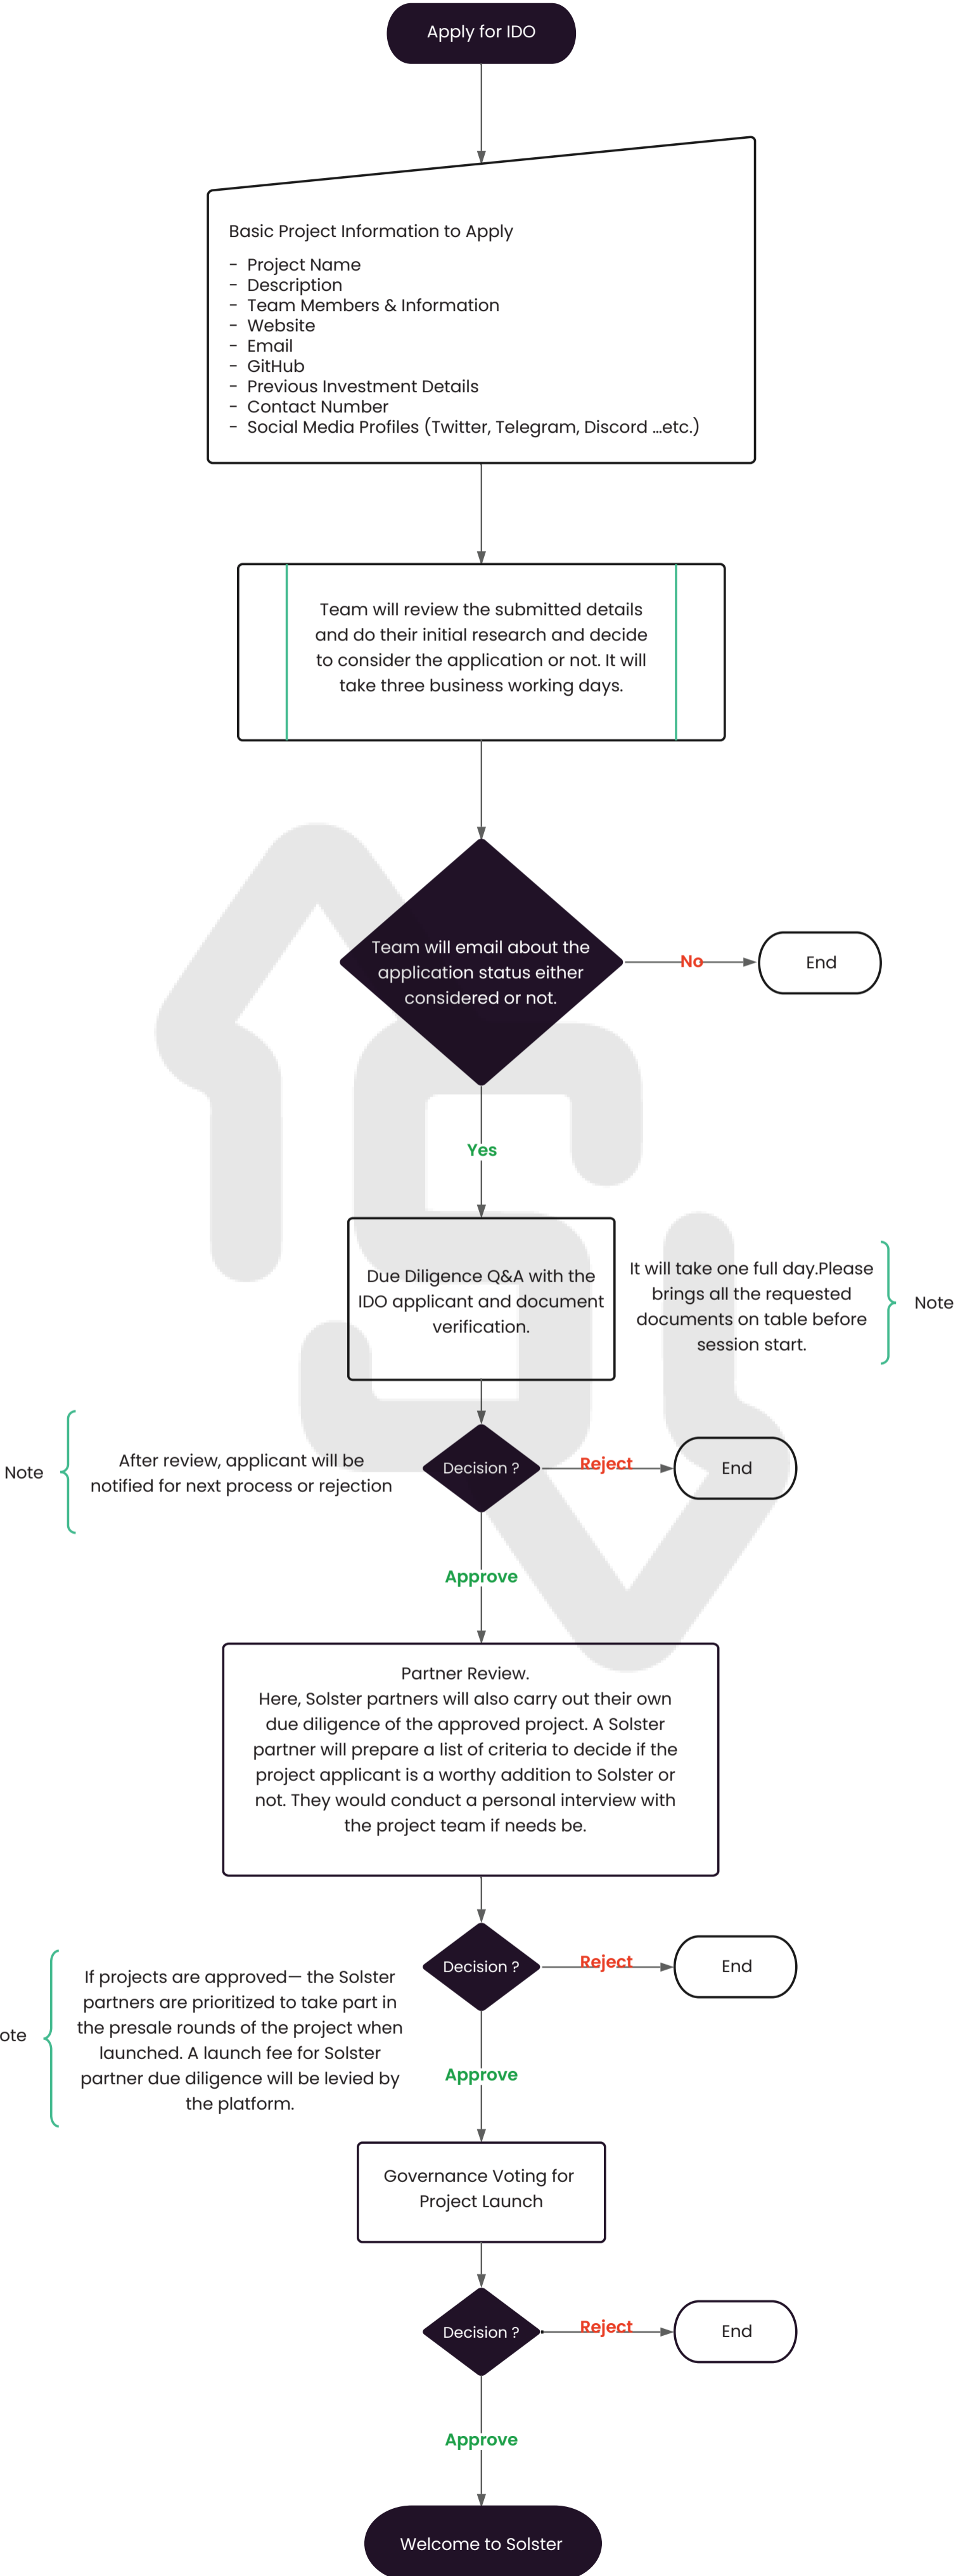 Apply for IDO
Basic Project Information to Apply
- Project Name
- Description
- Team Members & Information
- Website
- Email
- GitHub
- Previous Investment Details
- Contact Number
- Social Media Profiles (Twitter, Telegram, Discord ...etc.)
Team will review the submitted details
and do their initial research and decide
to consider the application or not. It will
take three business working days.
Team will email about the
application status either
considered or not.
No
End
Yes
Due Diligence Q&A with the
IDO applicant and document
verification.
It will take one full day.Please
brings all the requested
documents on table before
session start.
Note
Note
After review, applicant will be
notified for next process or rejection
Decision ?
Reject
End
Approve
Partner Review.
Here, Solster partners will also carry out their own
due diligence of the approved project. A Solster
partner will prepare a list of criteria to decide if the
project applicant is a worthy addition to Solster or
not. They would conduct a personal interview with
the project team if needs be.
Decision ?
Reject
End
ote
If projects are approved— the Solster
partners are prioritized to take part in
the presale rounds of the project when
launched. A launch fee for Solster
partner due diligence will be levied by
the platform.
Approve
Governance Voting for
Project Launch
Decision ?
Reject
End
Approve
Welcome to Solster